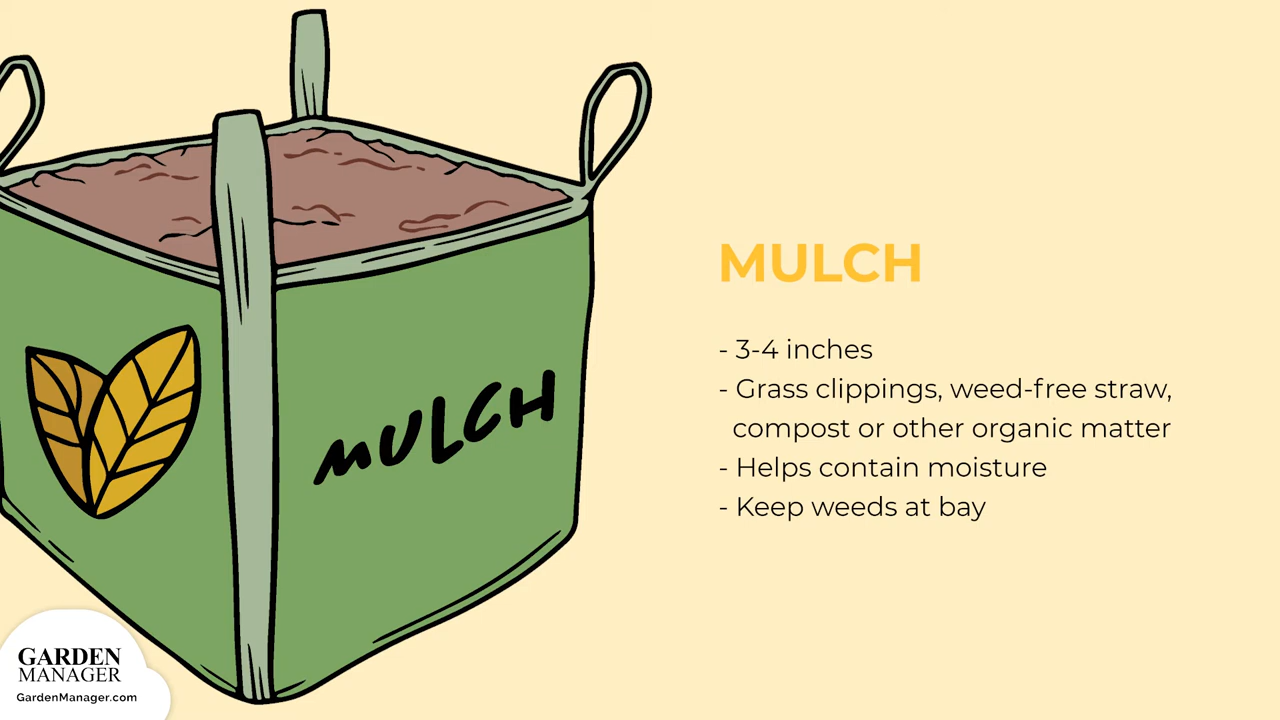 MULCH
- 3-4 inches
- Grass clippings, weed-free straw,
compost or other organic matter
- Helps contain moisture
- Keep weeds at bay
MULCH
GARDEN
MANAGER
GardenManager.com